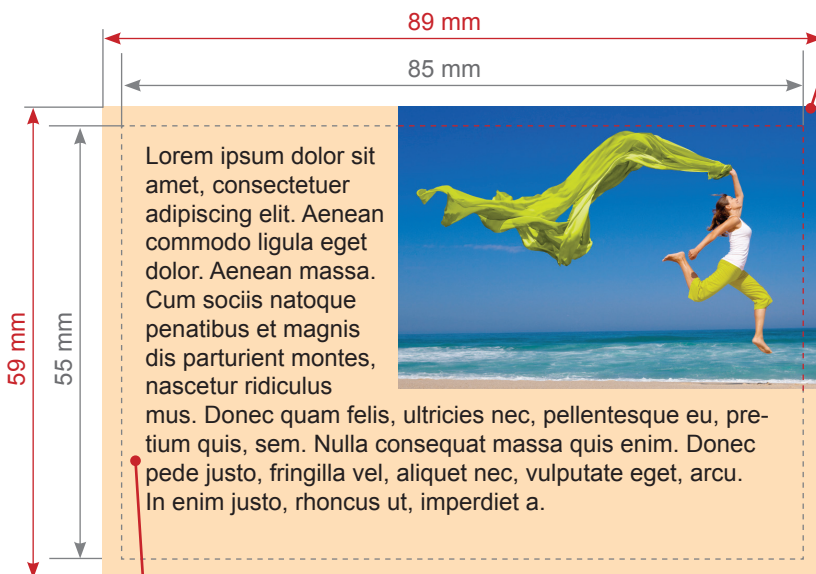 89 mm
85 mm
59 mm
55 mm
Lorem ipsum dolor sit
amet, consectetuer
adipiscing elit. Aenean
commodo ligula eget
dolor. Aenean massa.
Cum sociis natoque
penatibus et magnis
dis parturient montes,
nascetur ridiculus
mus. Donec quam felis, ultricies nec, pellentesque eu, pre-
tium quis, sem. Nulla consequat massa quis enim. Donec
pede justo, fringilla vel, aliquet nec, vulputate eget, arcu.
In enim justo, rhoncus ut, imperdiet a.